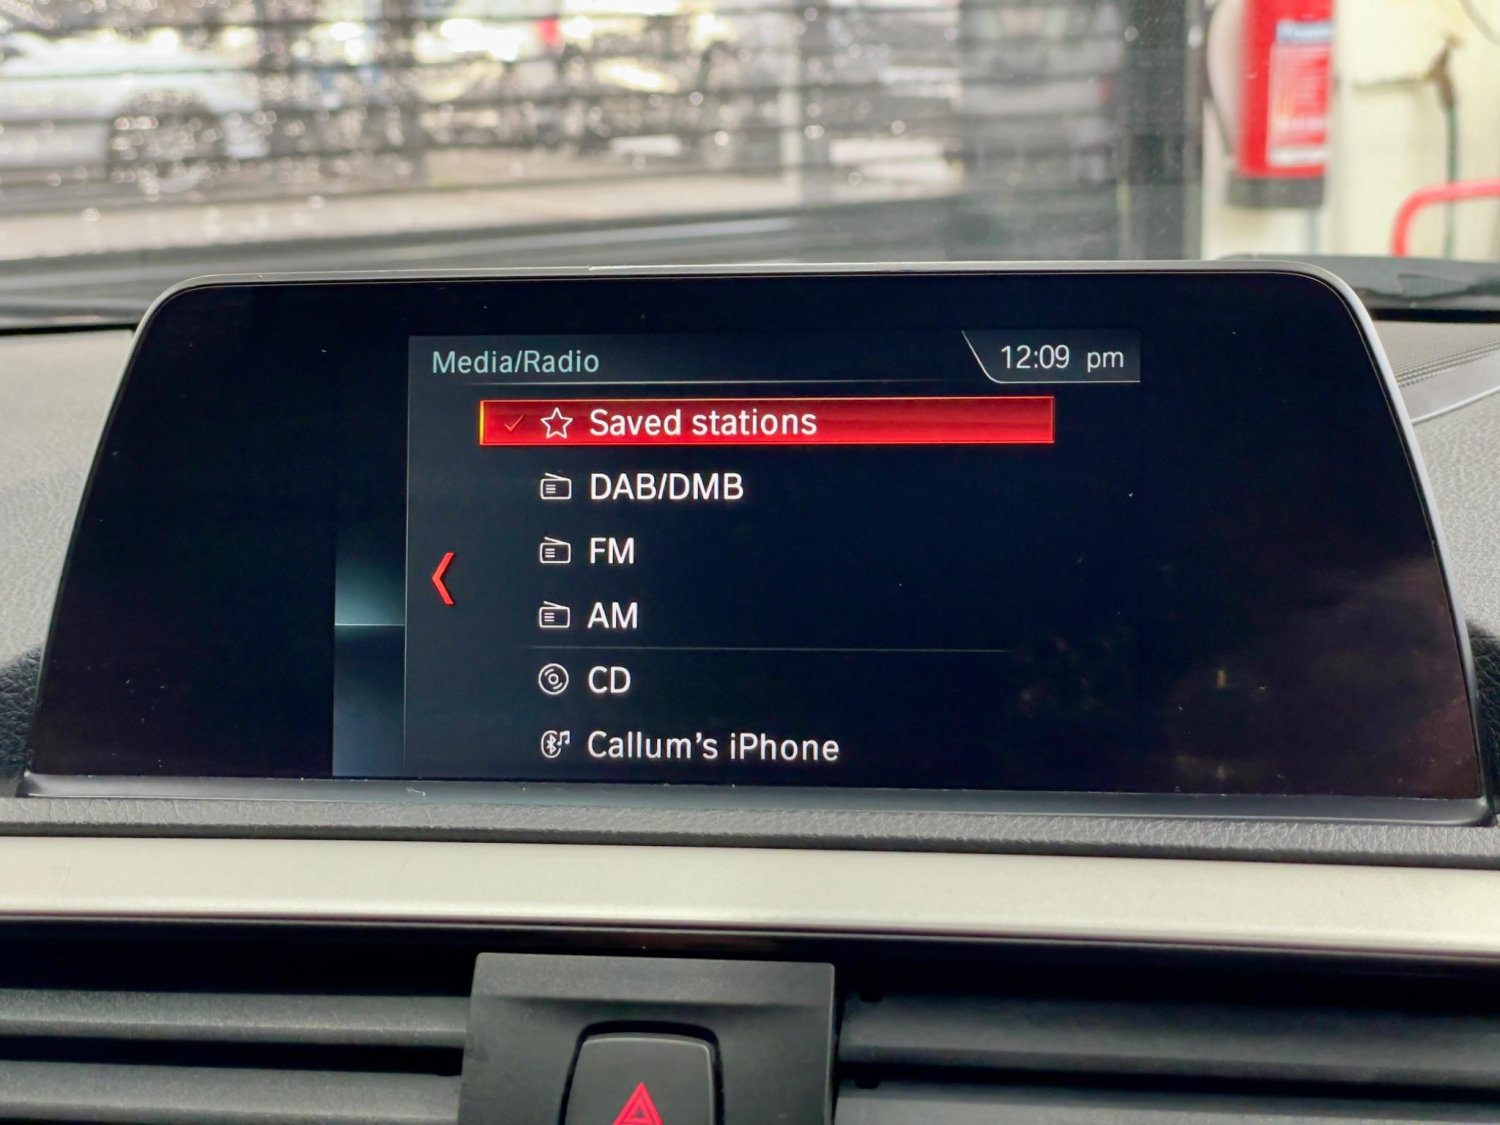 Media/Radio
12:09 pm
Saved stations
DAB/DMB
FM
AM
CD
Callum's iPhone